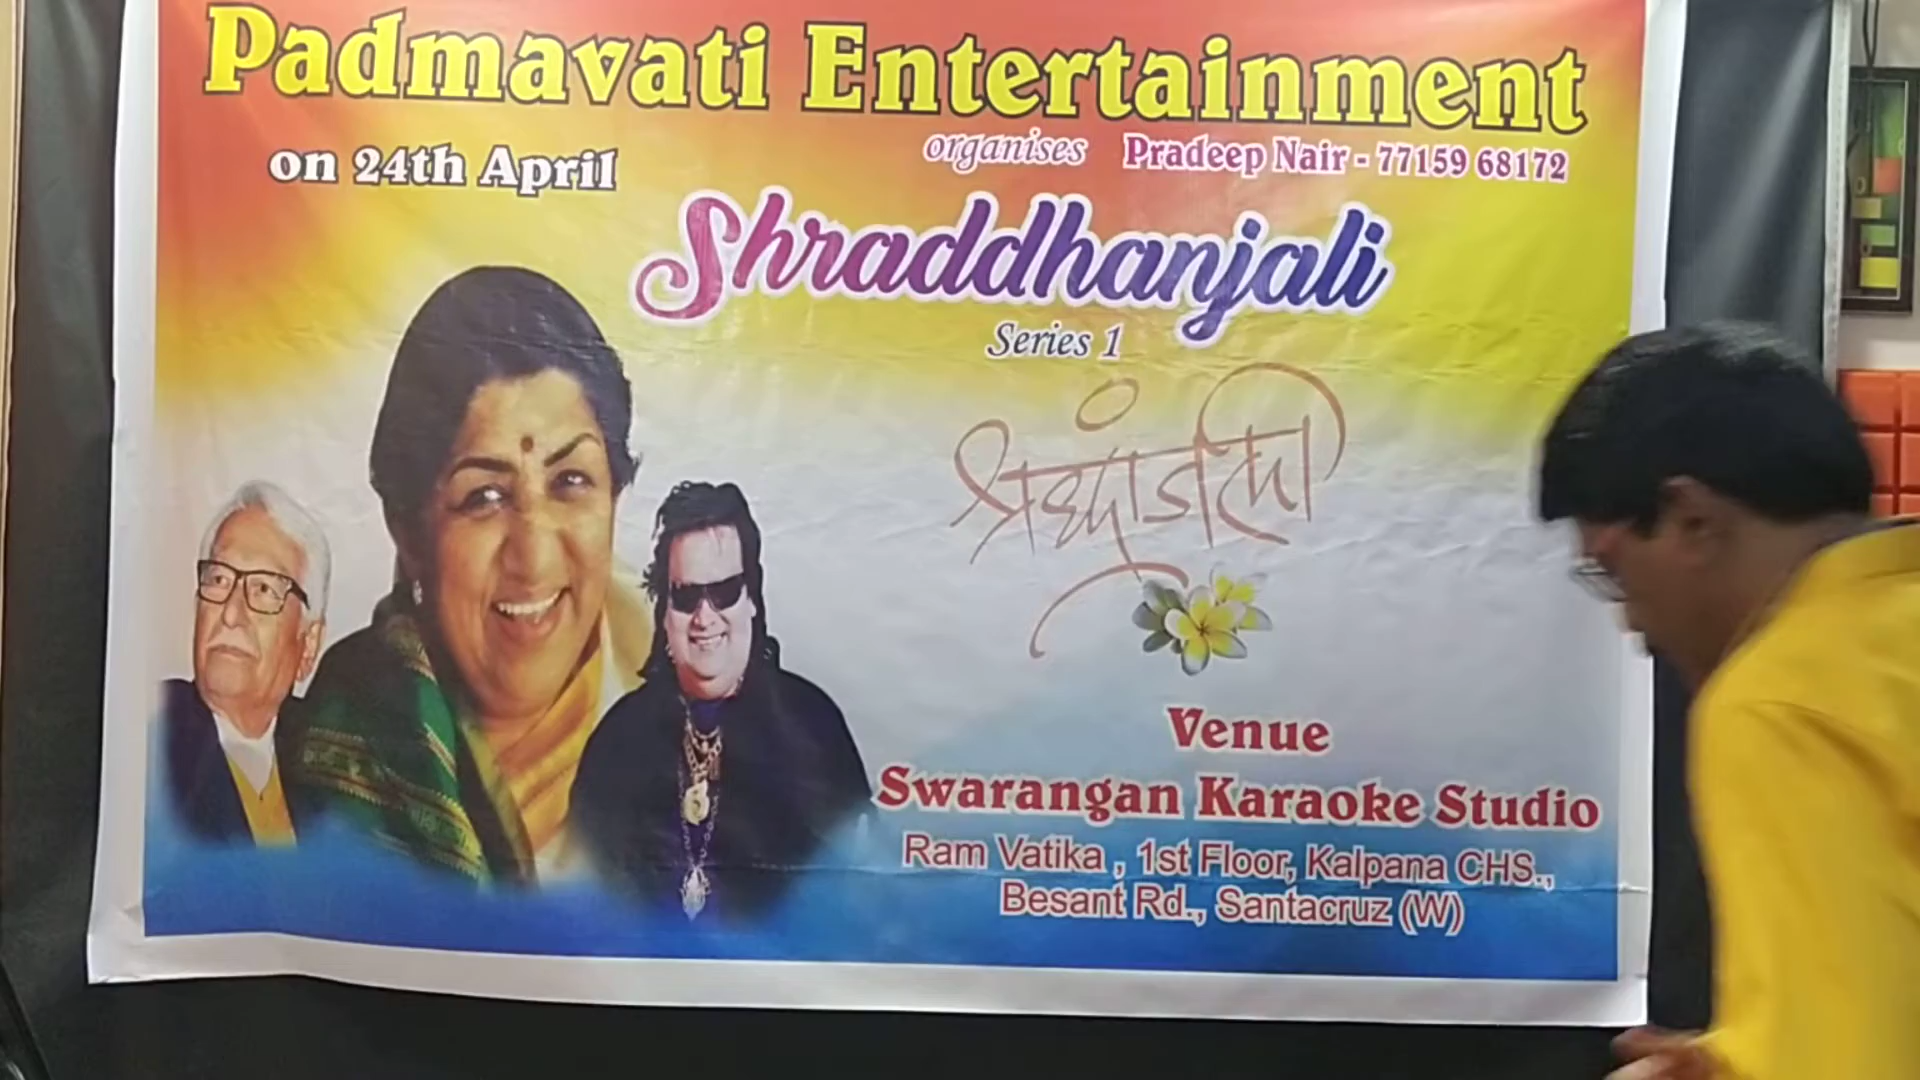 Padmavati Entertainment
on 24th April
organises Pradeep Nair - 77159 68172
Shraddhanjali
Series 1
श्रध्दांजली
Venue
Swarangan Karaoke Studio
Ram Vatika , 1st Floor, Kalpana CHS.,
Besant Rd., Santacruz (W)